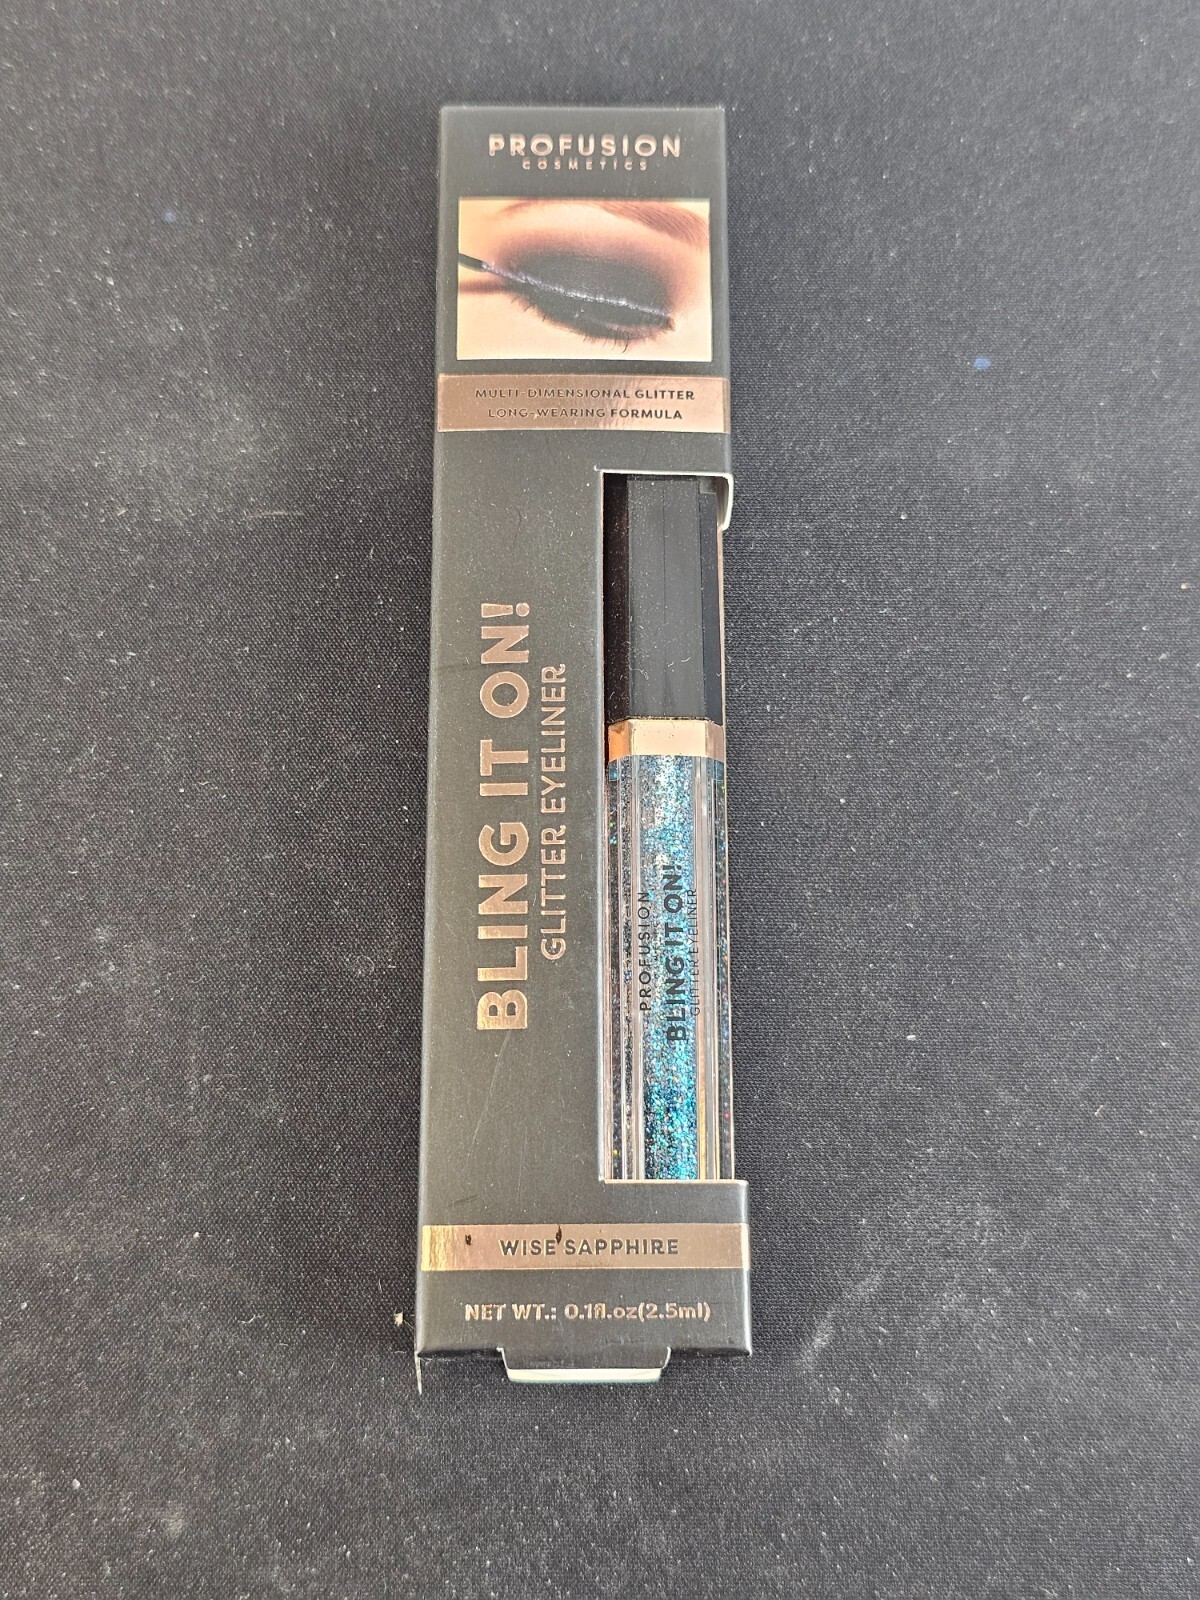 PROFUSION
COSMETICS
MULTI-DIMENSIONAL GLITTER
LONG-WEARING FORMULA
BLING IT ON!
GLITTER EYELINER
PROFUSION
BLING IT ON!
GLITTER EYELINER
WISE SAPPHIRE
NET WT.: 0.1fl.oz(2.5ml)